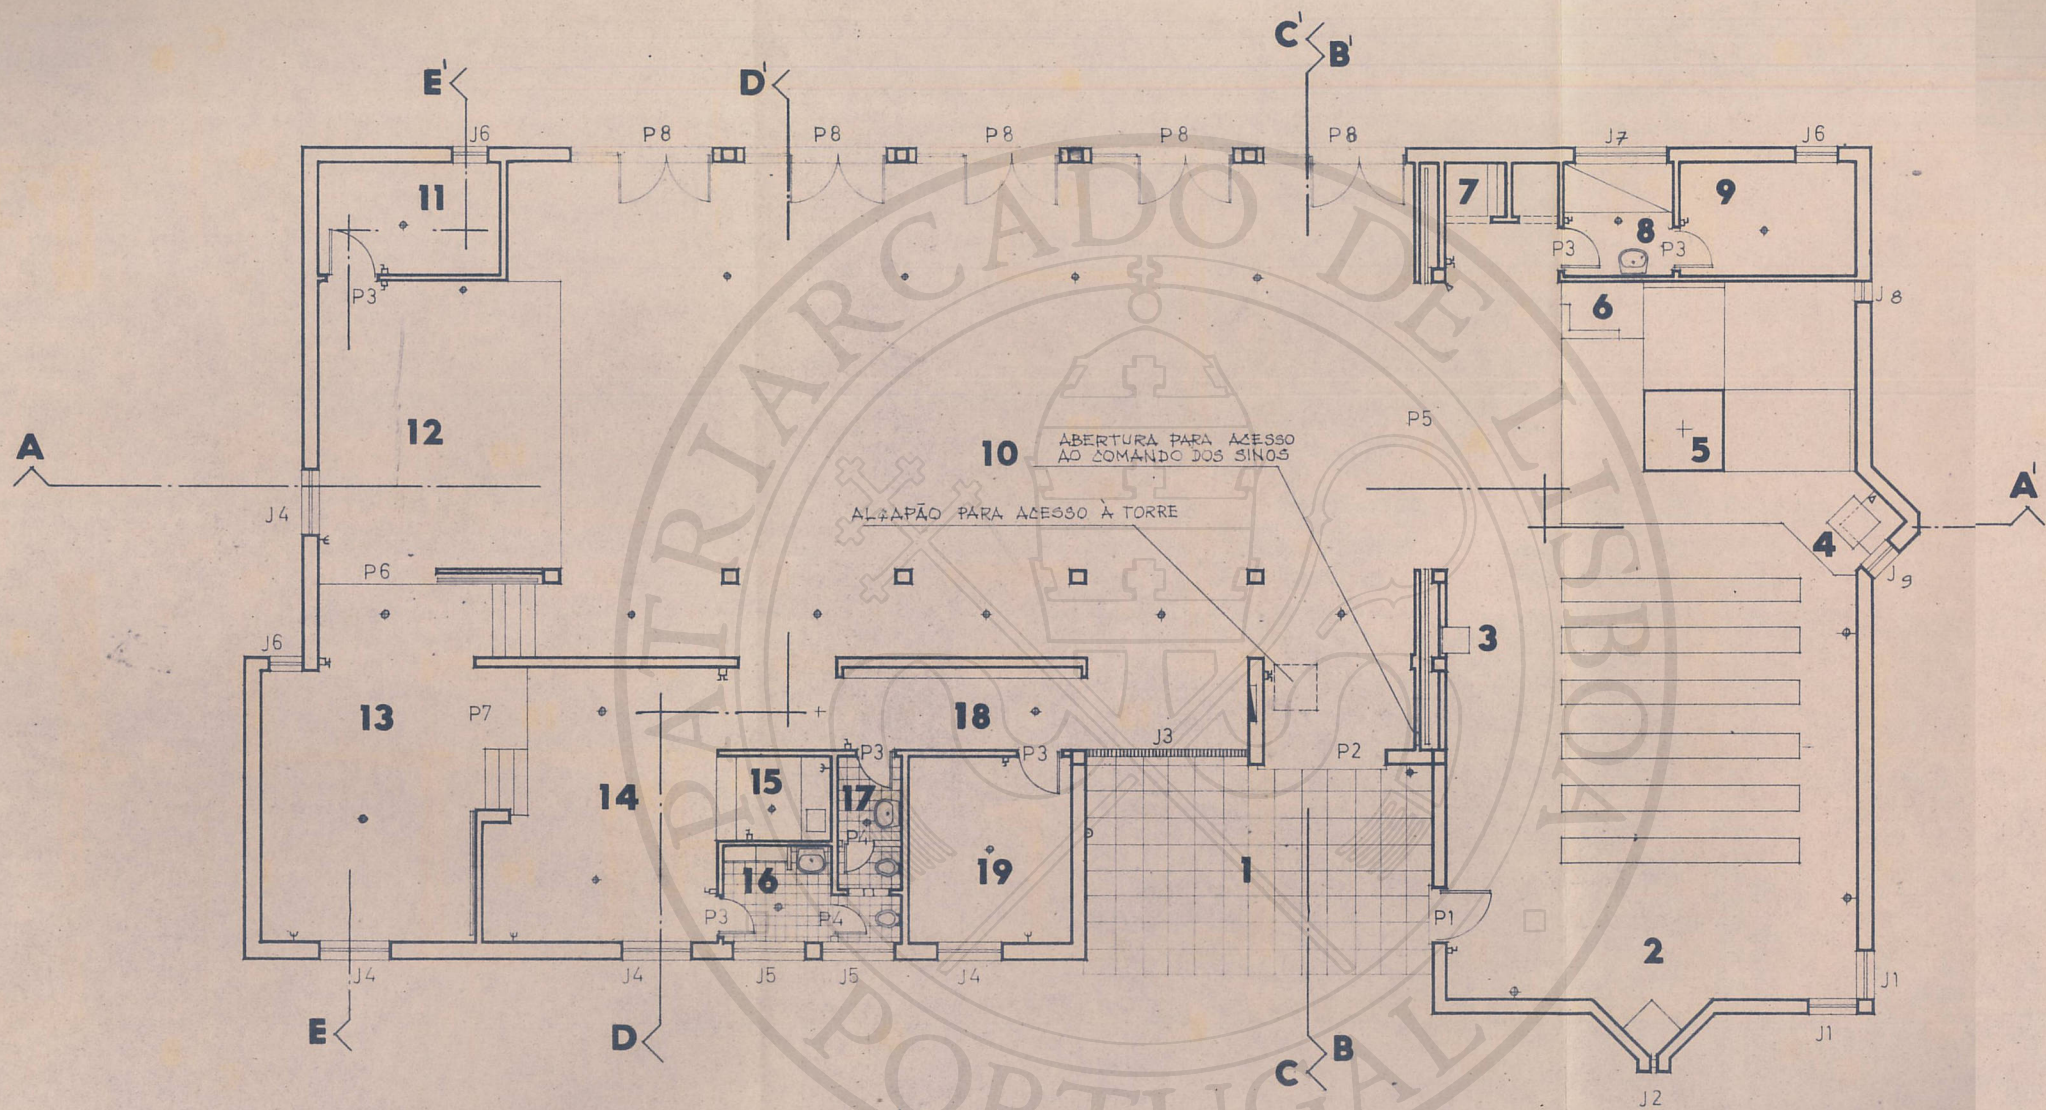 C' B'
E' D'
J6 P8 P8 P8 P8 P8 J7 J6
11 7 9
8
P3 P3
P3 6 J8
12 P5
A 10 ABERTURA PARA ACESSO
AO COMANDO DOS SINOS 5
A'
J4 ALÇAPÃO PARA ACESSO À TORRE
4
P6 J9
J6 3
13 P7 18
P3 P3 J3 P2
14 15 17
P4
16 19 1
P3 P4 P1
2
J4 J4 J5 J5 J4 J1
E D B J1
C
J2
PATRIARCADO DE LISBOA
PORTUGAL